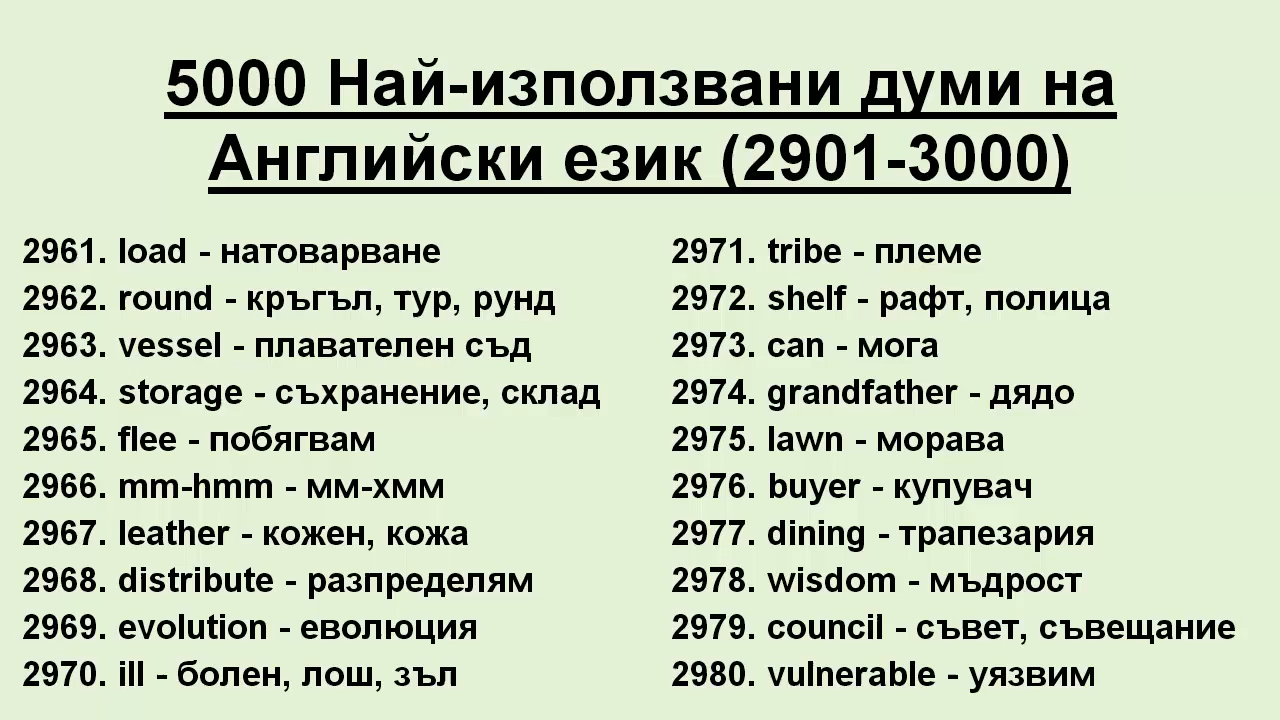 5000 Най-използвани думи на
Английски език (2901-3000)
2961. load - натоварване
2962. round - кръгъл, тур, рунд
2963. vessel - плавателен съд
2964. storage - съхранение, склад
2965. flee - побягвам
2966. mm-hmm - мм-хмм
2967. leather - кожен, кожа
2968. distribute - разпределям
2969. evolution - еволюция
2970. ill - болен, лош, зъл
2971. tribe - племе
2972. shelf - рафт, полица
2973. can - мога
2974. grandfather - дядо
2975. lawn - морава
2976. buyer - купувач
2977. dining - трапезария
2978. wisdom - мъдрост
2979. council - съвет, съвещание
2980. vulnerable - уязвим